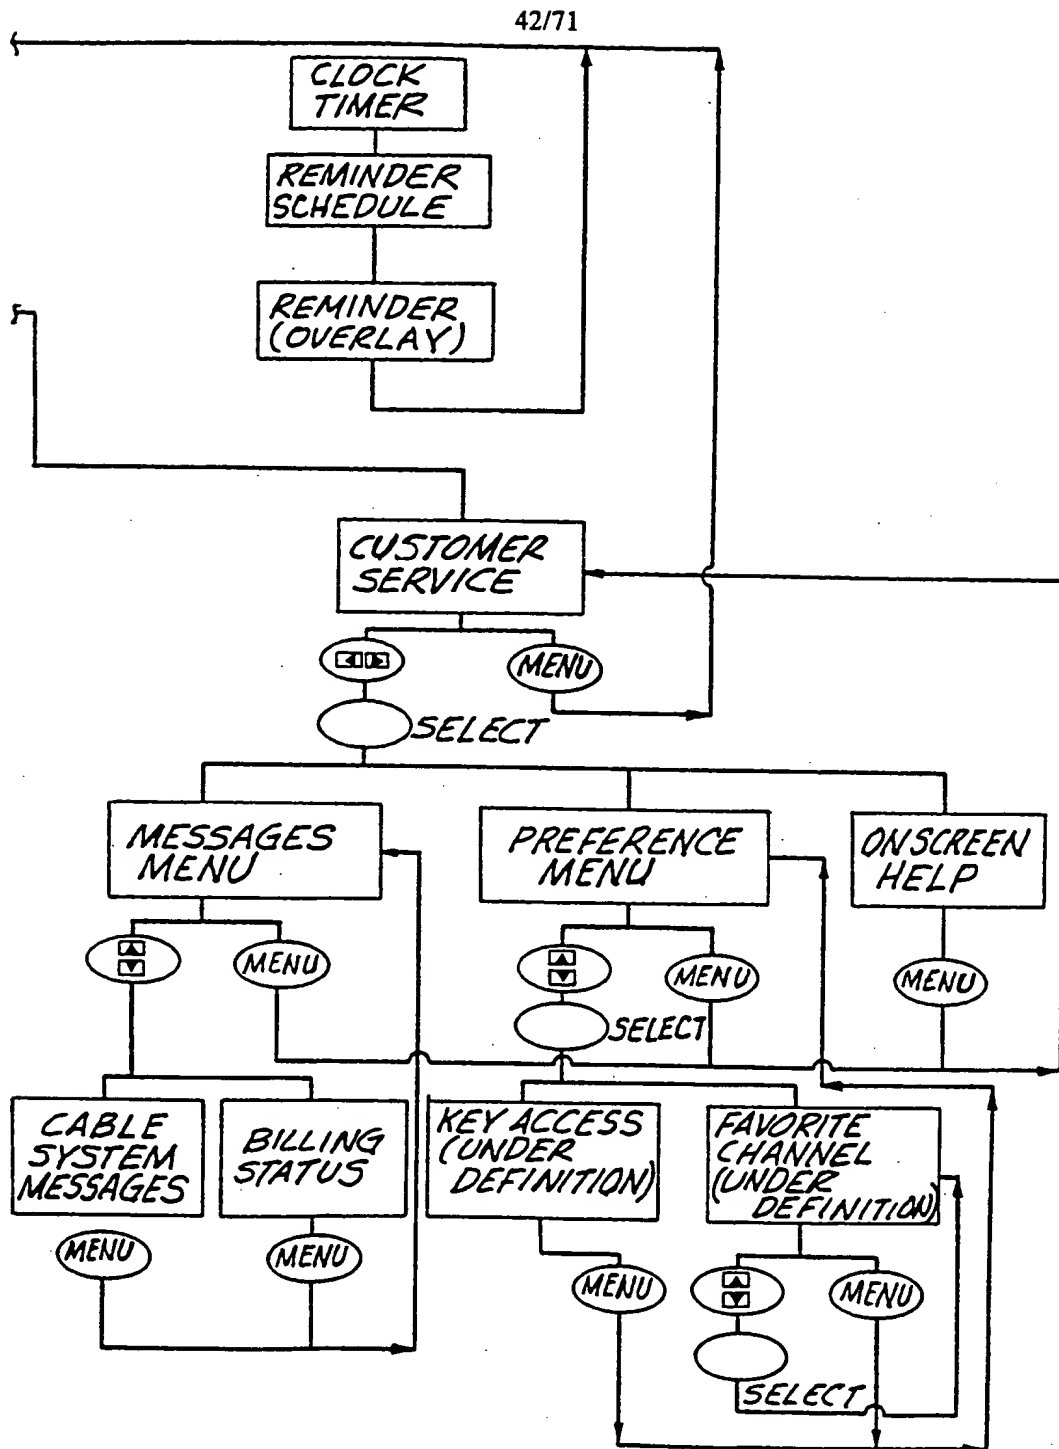 42/71
CLOCK
TIMER
REMINDER
SCHEDULE
REMINDER
(OVERLAY)
CUSTOMER
SERVICE
MENU
SELECT
MESSAGES
MENU
PREFERENCE
MENU
ONSCREEN
HELP
MENU
MENU
MENU
SELECT
CABLE
SYSTEM
MESSAGES
BILLING
STATUS
KEY ACCESS
(UNDER
DEFINITION)
FAVORITE
CHANNEL
(UNDER
DEFINITION)
MENU
MENU
MENU
MENU
SELECT